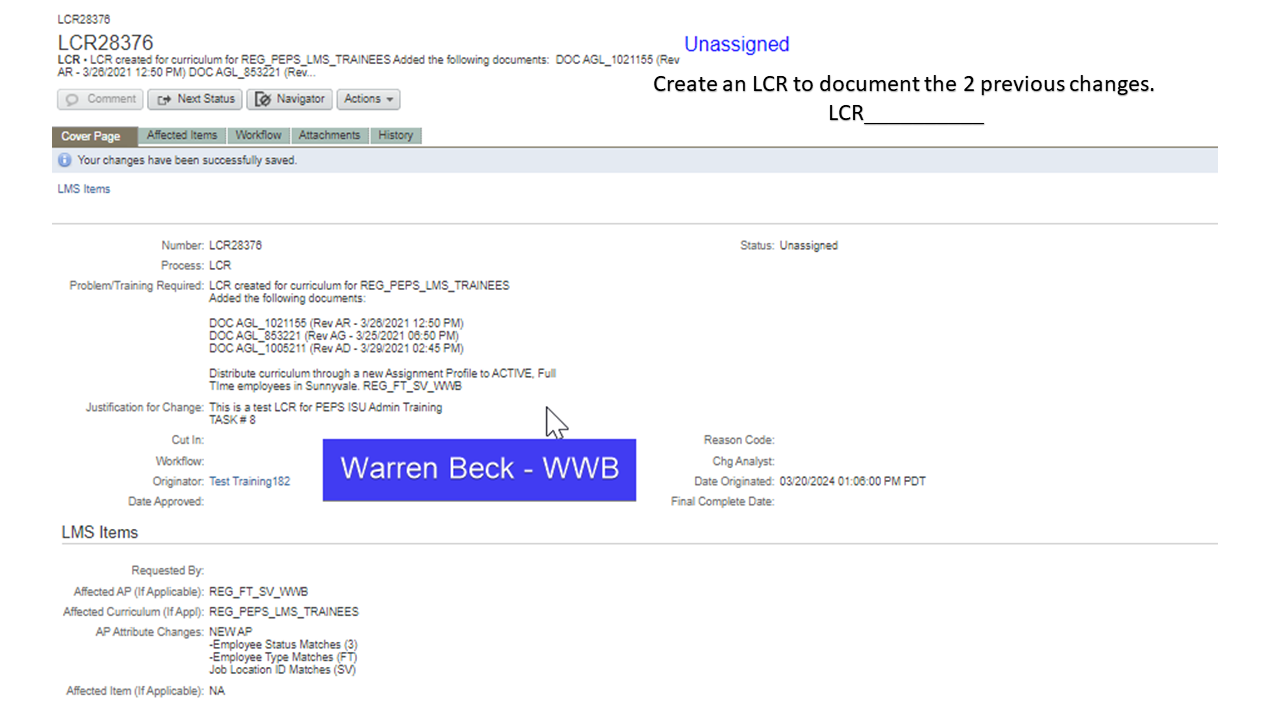 LCR28376
LCR28376
Unassigned
LCR • LCR created for curriculum for REG_PEPS_LMS_TRAINEES Added the following documents: DOC AGL_1021155 (Rev
AR - 3/26/2021 12:50 PM) DOC AGL_853221 (Rev...
Create an LCR to document the 2 previous changes.
LCR___________
Comment Next Status Navigator Actions
Cover Page Affected Items Workflow Attachments History
Your changes have been successfully saved.
LMS Items
Number: LCR28376 Status: Unassigned
Process: LCR
Problem/Training Required: LCR created for curriculum for REG_PEPS_LMS_TRAINEES
Added the following documents:
DOC AGL_1021155 (Rev AR - 3/26/2021 12:50 PM)
DOC AGL_853221 (Rev AG - 3/25/2021 06:50 PM)
DOC AGL_1005211 (Rev AD - 3/29/2021 02:45 PM)
Distribute curriculum through a new Assignment Profile to ACTIVE, Full
TIme employees in Sunnyvale. REG_FT_SV_WWB
Justification for Change: This is a test LCR for PEPS ISU Admin Training
TASK # 8
Cut In: Reason Code:
Workflow: Chg Analyst:
Warren Beck - WWB
Originator: Test Training182 Date Originated: 03/20/2024 01:06:00 PM PDT
Date Approved: Final Complete Date:
LMS Items
Requested By:
Affected AP (If Applicable): REG_FT_SV_WWB
Affected Curriculum (If Appl): REG_PEPS_LMS_TRAINEES
AP Attribute Changes: NEW AP
-Employee Status Matches (3)
-Employee Type Matches (FT)
Job Location ID Matches (SV)
Affected Item (If Applicable): NA